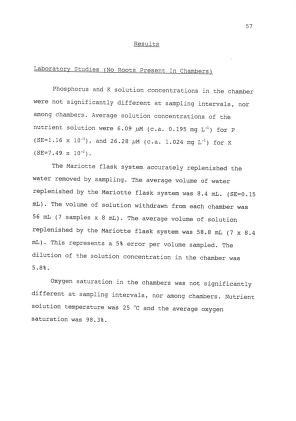 57
Results
Laboratory Studies (No Roots Present In Chambers)
Phosphorus and K solution concentrations in the chamber
were not significantly different at sampling intervals, nor
among chambers. Average solution concentrations of the
nutrient solution were 6.09 µM (c.a. 0.195 mg L⁻¹) for P
(SE=1.16 x 10⁻²), and 26.28 µM (c.a. 1.024 mg L⁻¹) for K
(SE=7.49 x 10⁻²).
The Mariotte flask system accurately replenished the
water removed by sampling. The average volume of water
replenished by the Mariotte flask system was 8.4 mL. (SE=0.15
mL). The volume of solution withdrawn from each chamber was
56 mL (7 samples x 8 mL). The average volume of solution
replenished by the Mariotte flask system was 58.8 mL (7 x 8.4
mL). This represents a 5% error per volume sampled. The
dilution of the solution concentration in the chamber was
5.8%.
Oxygen saturation in the chambers was not significantly
different at sampling intervals, nor among chambers. Nutrient
solution temperature was 25 °C and the average oxygen
saturation was 98.3%.